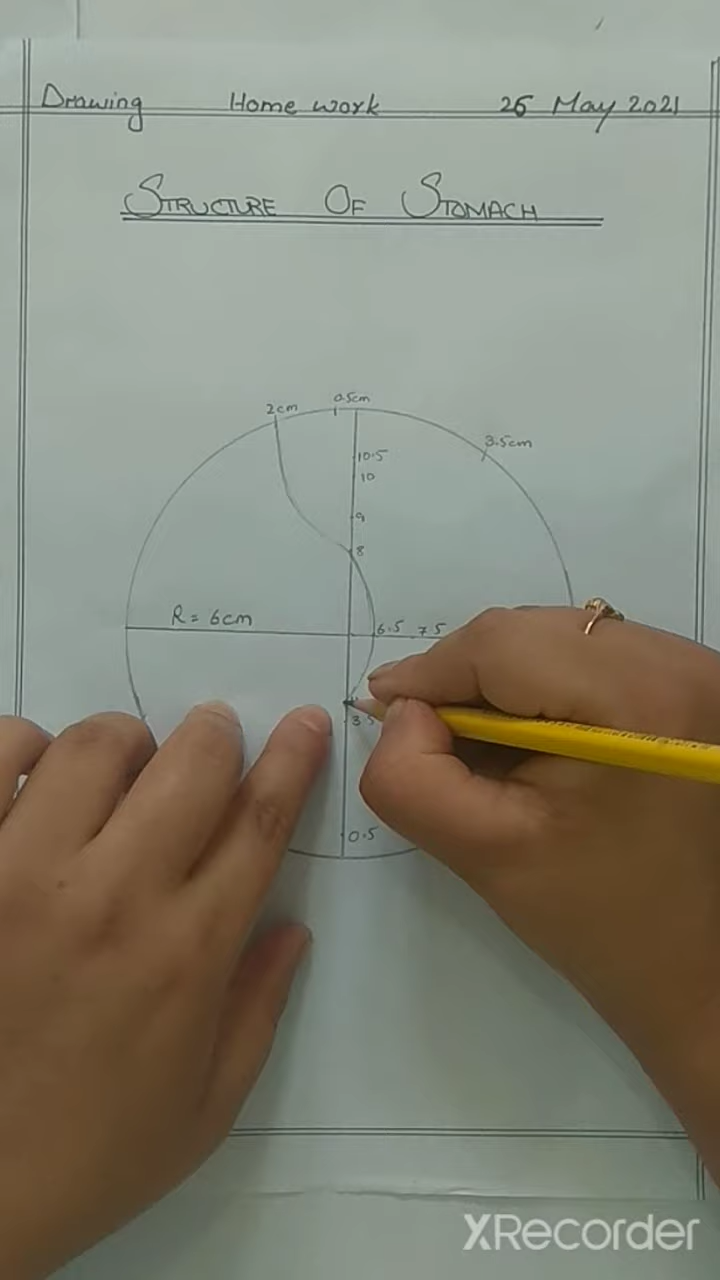 Drawing Home work 26 May 2021
STRUCTURE OF STOMACH
2cm 0.5cm
3.5cm
10.5
10
9
8
R = 6cm
6.5 7.5
3.5
0.5
XRecorder